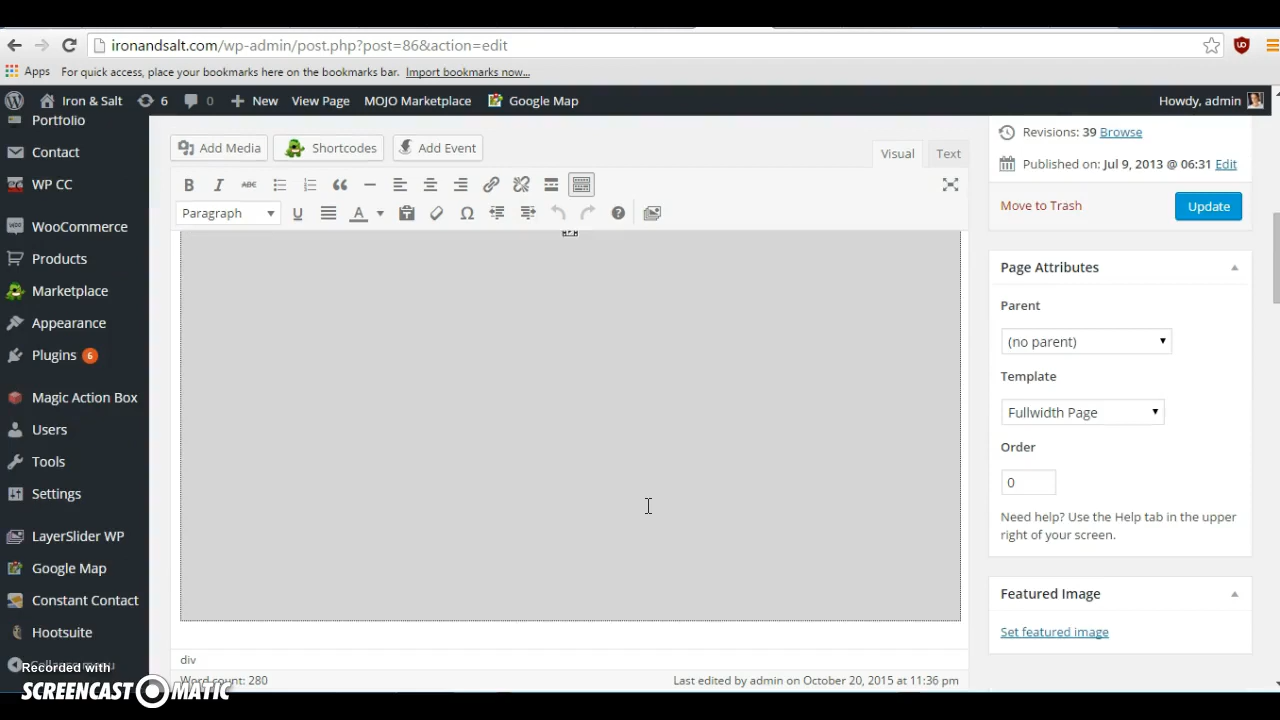 ironandsalt.com/wp-admin/post.php?post=86&action=edit
Apps For quick access, place your bookmarks here on the bookmarks bar. Import bookmarks now...
Iron & Salt 6 0 New View Page MOJO Marketplace Google Map Howdy, admin
Portfolio
Contact
WP CC
WooCommerce
Products
Marketplace
Appearance
Plugins 6
Magic Action Box
Users
Tools
Settings
LayerSlider WP
Google Map
Constant Contact
Hootsuite
Collapse menu
Add Media Shortcodes Add Event
Visual Text
B I ABC
Paragraph U A
div
Word count: 280 Last edited by admin on October 20, 2015 at 11:36 pm
Revisions: 39 Browse
Published on: Jul 9, 2013 @ 06:31 Edit
Move to Trash Update
Page Attributes
Parent
(no parent)
Template
Fullwidth Page
Order
0
Need help? Use the Help tab in the upper
right of your screen.
Featured Image
Set featured image
Recorded with
SCREENCAST MATIC